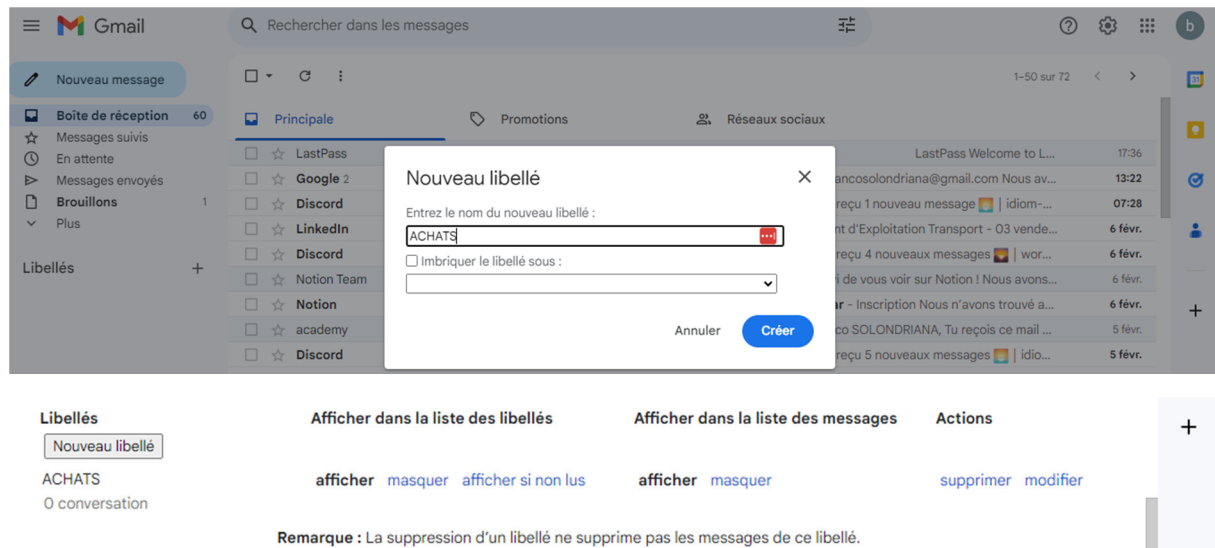 Gmail
Rechercher dans les messages
b
Nouveau message
1–50 sur 72
Boîte de réception 60
Messages suivis
En attente
Messages envoyés
Brouillons 1
Plus
Libellés
Principale Promotions Réseaux sociaux
LastPass LastPass Welcome to L... 17:36
Google 2 ancosolondriana@gmail.com Nous av... 13:22
Discord reçu 1 nouveau message | idiom-... 07:28
LinkedIn nt d'Exploitation Transport - 03 vende... 6 févr.
Discord reçu 4 nouveaux messages | wor... 6 févr.
Notion Team i de vous voir sur Notion ! Nous avons... 6 févr.
Notion ar - Inscription Nous n'avons trouvé a... 6 févr.
academy co SOLONDRIANA, Tu reçois ce mail ... 5 févr.
Discord reçu 5 nouveaux messages | idio... 5 févr.
Nouveau libellé
Entrez le nom du nouveau libellé :
ACHATS
Imbriquer le libellé sous :
Annuler Créer
Libellés Afficher dans la liste des libellés Afficher dans la liste des messages Actions
Nouveau libellé
ACHATS afficher masquer afficher si non lus afficher masquer supprimer modifier
0 conversation
Remarque : La suppression d'un libellé ne supprime pas les messages de ce libellé.